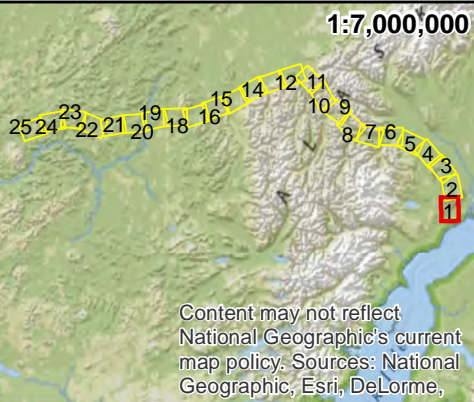 1:7,000,000
23
25 24
22
21
19
20
18
16
15
14
12
11
10
9
8
7
6
5
4
3
2
1
A
L
A
S
Content may not reflect
National Geographic's current
map policy. Sources: National
Geographic, Esri, DeLorme,